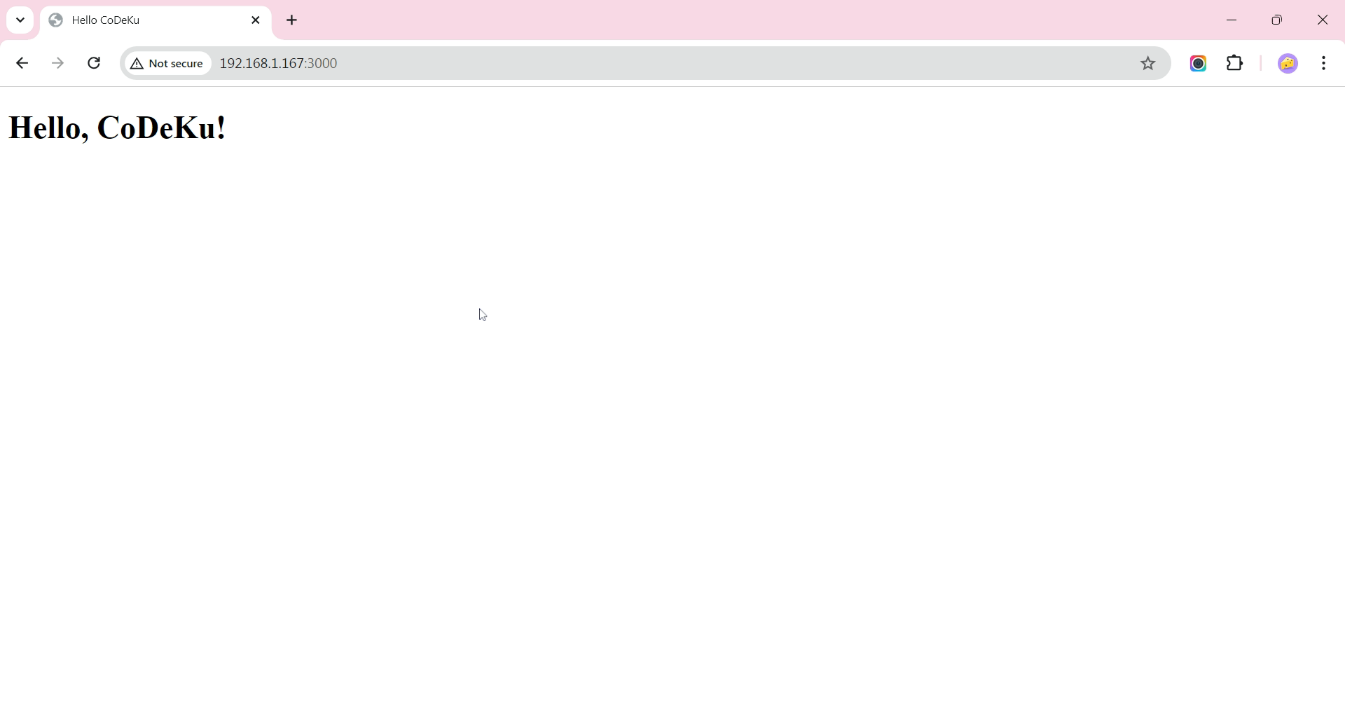 Hello CoDeKu
Not secure
192.168.1.167:3000
Hello, CoDeKu!